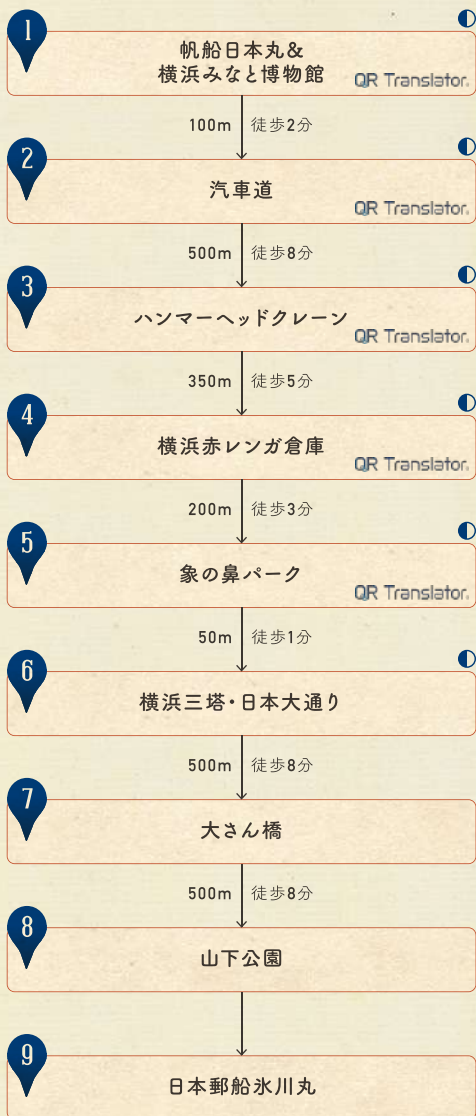 1
帆船日本丸&
横浜みなと博物館
QR Translator.
100m 徒歩2分
2
汽車道
QR Translator.
500m 徒歩8分
3
ハンマーヘッドクレーン
QR Translator.
350m 徒歩5分
4
横浜赤レンガ倉庫
QR Translator.
200m 徒歩3分
5
象の鼻パーク
QR Translator.
50m 徒歩1分
6
横浜三塔・日本大通り
500m 徒歩8分
7
大さん橋
500m 徒歩8分
8
山下公園
9
日本郵船氷川丸